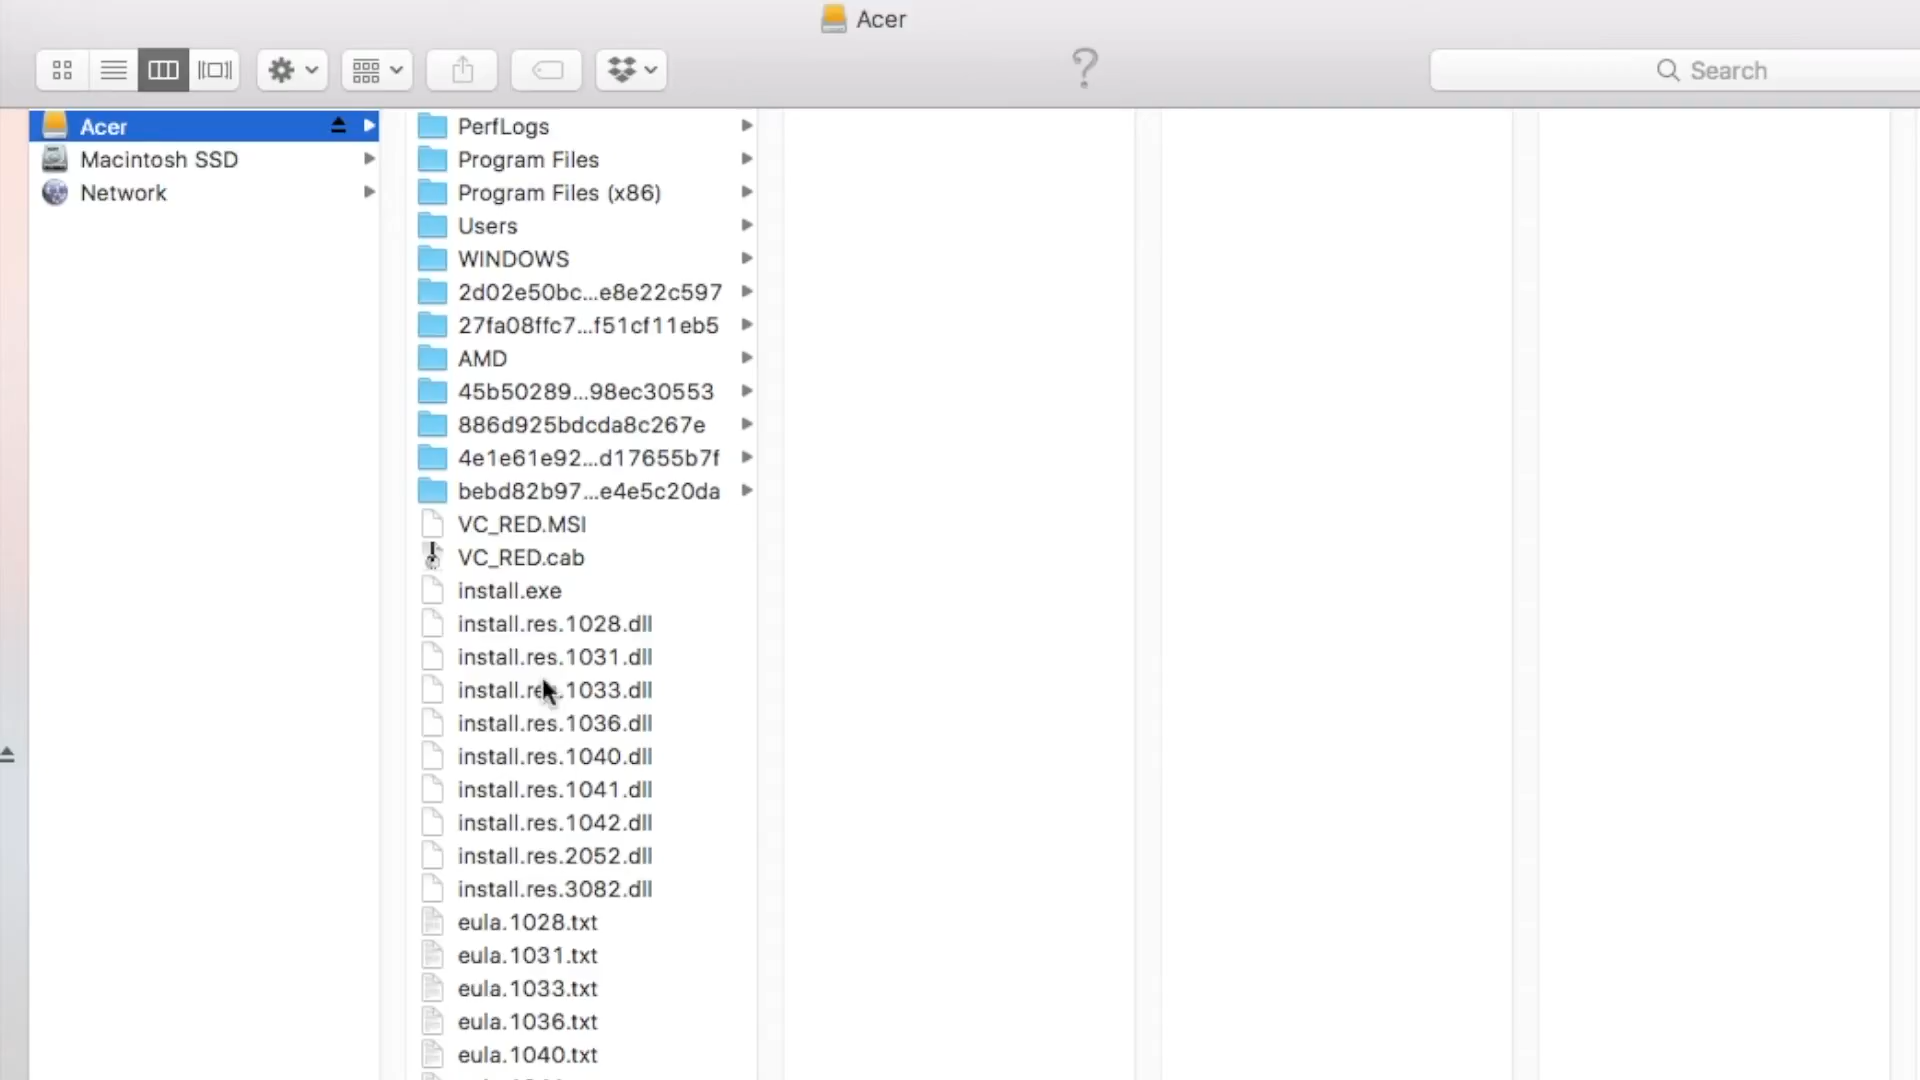 Acer
Search
Acer
Macintosh SSD
Network
PerfLogs
Program Files
Program Files (x86)
Users
WINDOWS
2d02e50bc...e8e22c597
27fa08ffc7...f51cf11eb5
AMD
45b50289...98ec30553
886d925bdcda8c267e
4e1e61e92...d17655b7f
bebd82b97...e4e5c20da
VC_RED.MSI
VC_RED.cab
install.exe
install.res.1028.dll
install.res.1031.dll
install.res.1033.dll
install.res.1036.dll
install.res.1040.dll
install.res.1041.dll
install.res.1042.dll
install.res.2052.dll
install.res.3082.dll
eula.1028.txt
eula.1031.txt
eula.1033.txt
eula.1036.txt
eula.1040.txt